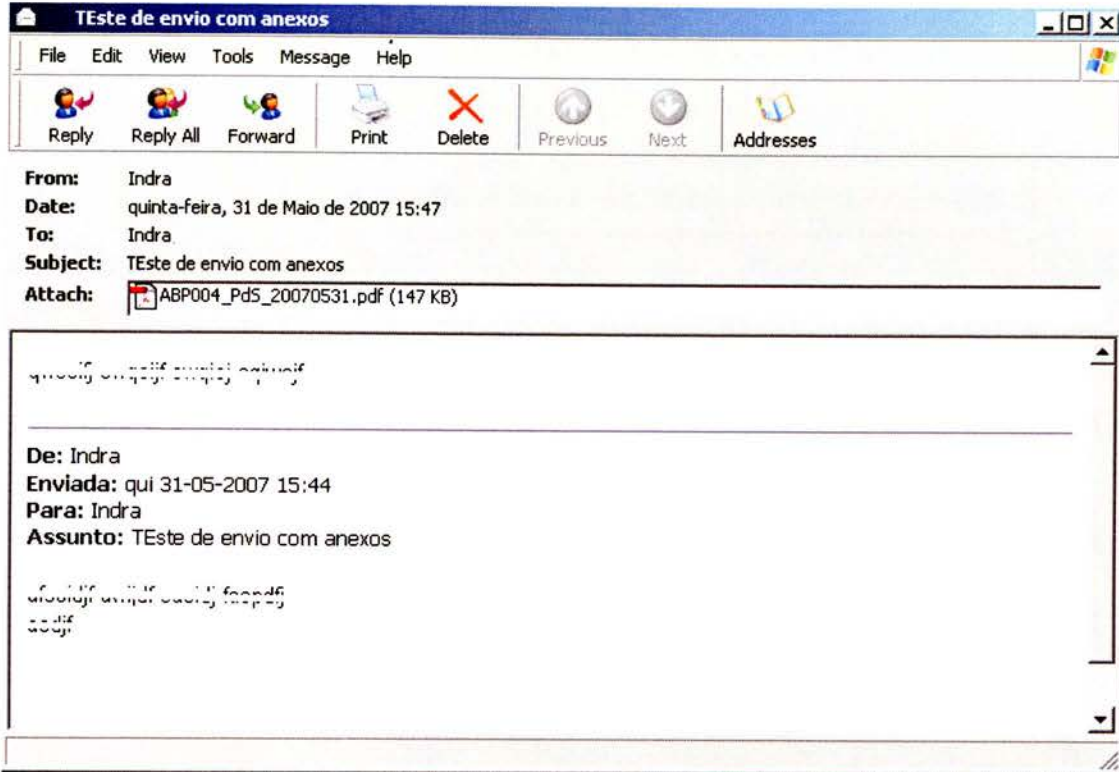 TEste de envio com anexos
File Edit View Tools Message Help
Reply Reply All Forward Print Delete Previous Next Addresses
From: Indra
Date: quinta-feira, 31 de Maio de 2007 15:47
To: Indra
Subject: TEste de envio com anexos
Attach: ABP004_PdS_20070531.pdf (147 KB)
De: Indra
Enviada: qui 31-05-2007 15:44
Para: Indra
Assunto: TEste de envio com anexos